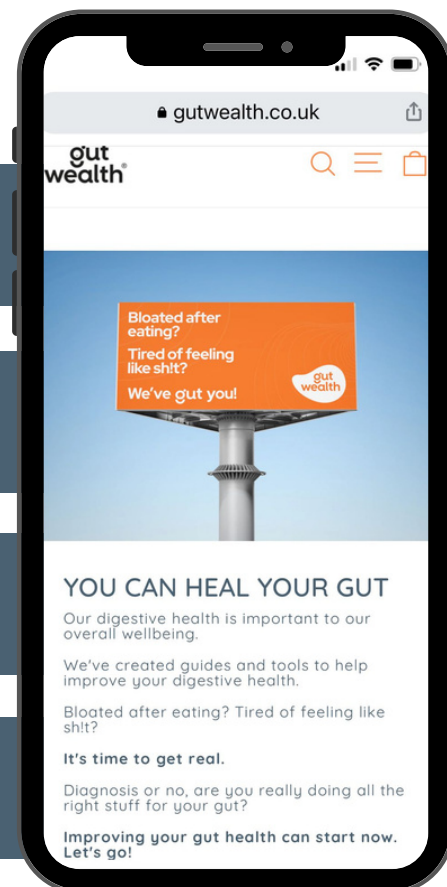 gutwealth.co.uk
gut
wealth®
Bloated after
eating?
Tired of feeling
like sh!t?
We've gut you!
gut
wealth
YOU CAN HEAL YOUR GUT
Our digestive health is important to our
overall wellbeing.
We've created guides and tools to help
improve your digestive health.
Bloated after eating? Tired of feeling like
sh!t?
It's time to get real.
Diagnosis or no, are you really doing all the
right stuff for your gut?
Improving your gut health can start now.
Let's go!